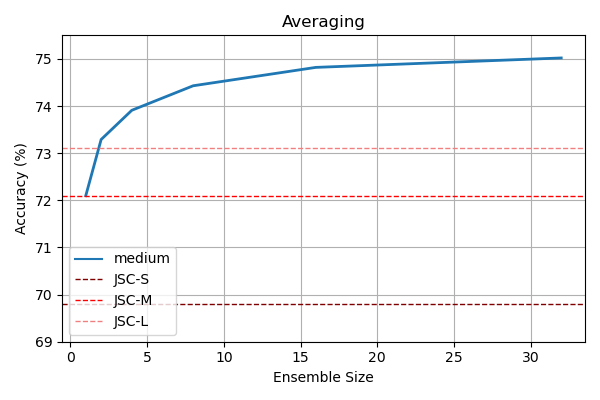 Averaging
Accuracy (%)
75
74
73
72
71
70
69
medium
JSC-S
JSC-M
JSC-L
0 5 10 15 20 25 30
Ensemble Size